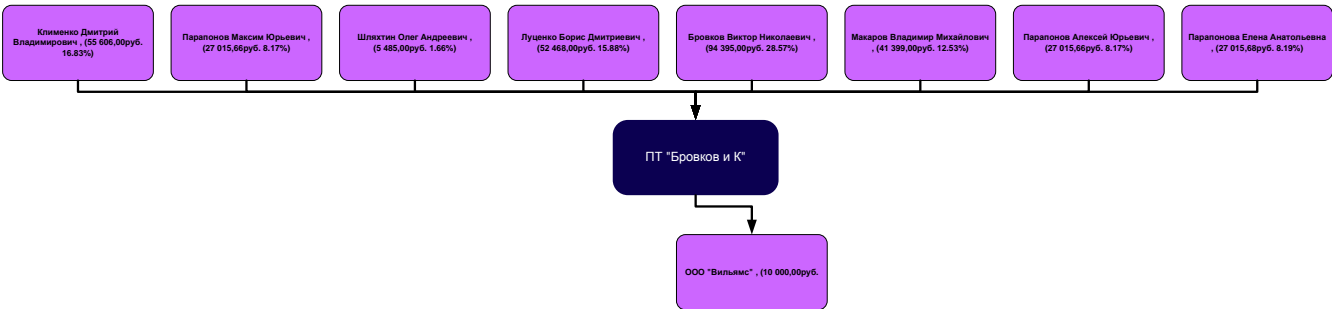 Клименко Дмитрий
Владимирович , (55 606,00руб.
16.83%)
Парапонов Максим Юрьевич ,
(27 015,66руб. 8.17%)
Шляхтин Олег Андреевич ,
(5 485,00руб. 1.66%)
Луценко Борис Дмитриевич ,
(52 468,00руб. 15.88%)
Бровков Виктор Николаевич ,
(94 395,00руб. 28.57%)
Макаров Владимир Михайлович
, (41 399,00руб. 12.53%)
Парапонов Алексей Юрьевич ,
(27 015,66руб. 8.17%)
Парапонова Елена Анатольевна
, (27 015,68руб. 8.19%)
ПТ "Бровков и К"
ООО "Вильямс" , (10 000,00руб.